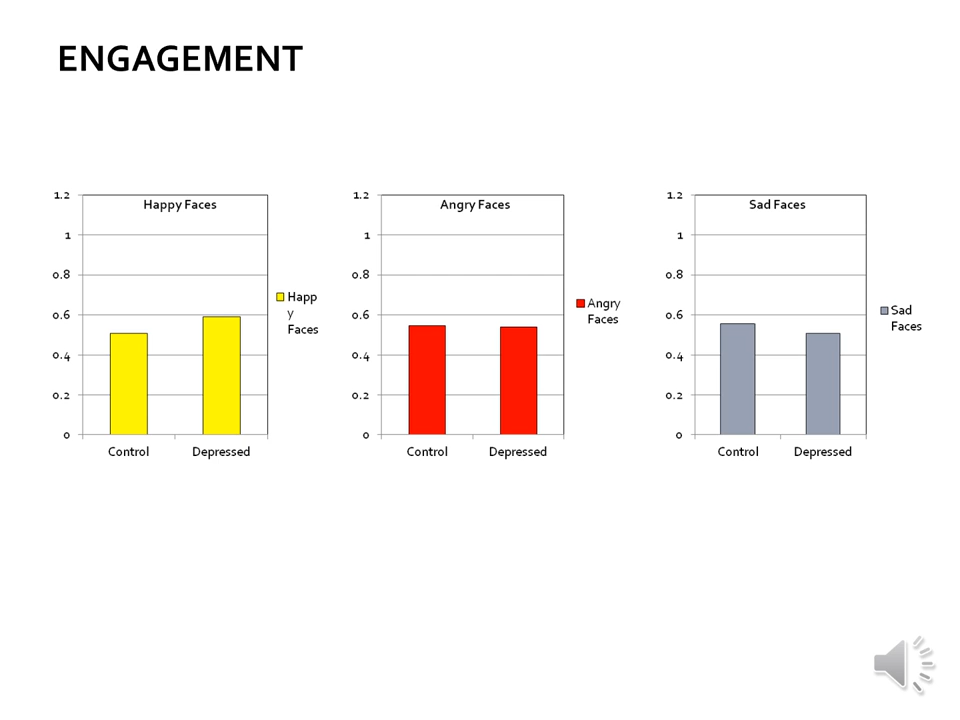 ENGAGEMENT
Happy Faces
1.2
1
0.8
0.6
0.4
0.2
0
Control Depressed
Happ
y
Faces
Angry Faces
1.2
1
0.8
0.6
0.4
0.2
0
Control Depressed
Angry
Faces
Sad Faces
1.2
1
0.8
0.6
0.4
0.2
0
Control Depressed
Sad
Faces